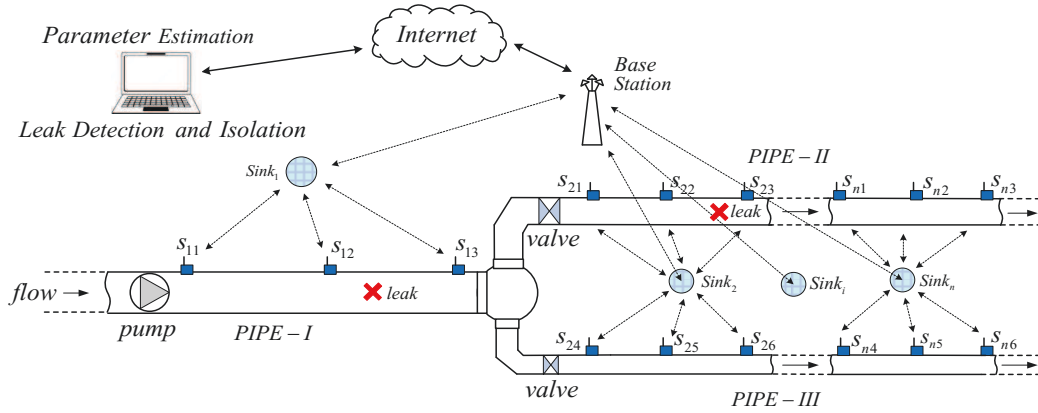 Parameter Estimation
Internet
Base
Station
Leak Detection and Isolation
Sink₁
PIPE – II
s₂₁
s₂₂
s₂₃
sₙ₁
sₙ₂
sₙ₃
leak
valve
s₁₁
s₁₂
s₁₃
flow
leak
Sink₂
Sinkᵢ
Sinkₙ
pump
PIPE – I
s₂₄
s₂₅
s₂₆
sₙ₄
sₙ₅
sₙ₆
valve
PIPE – III